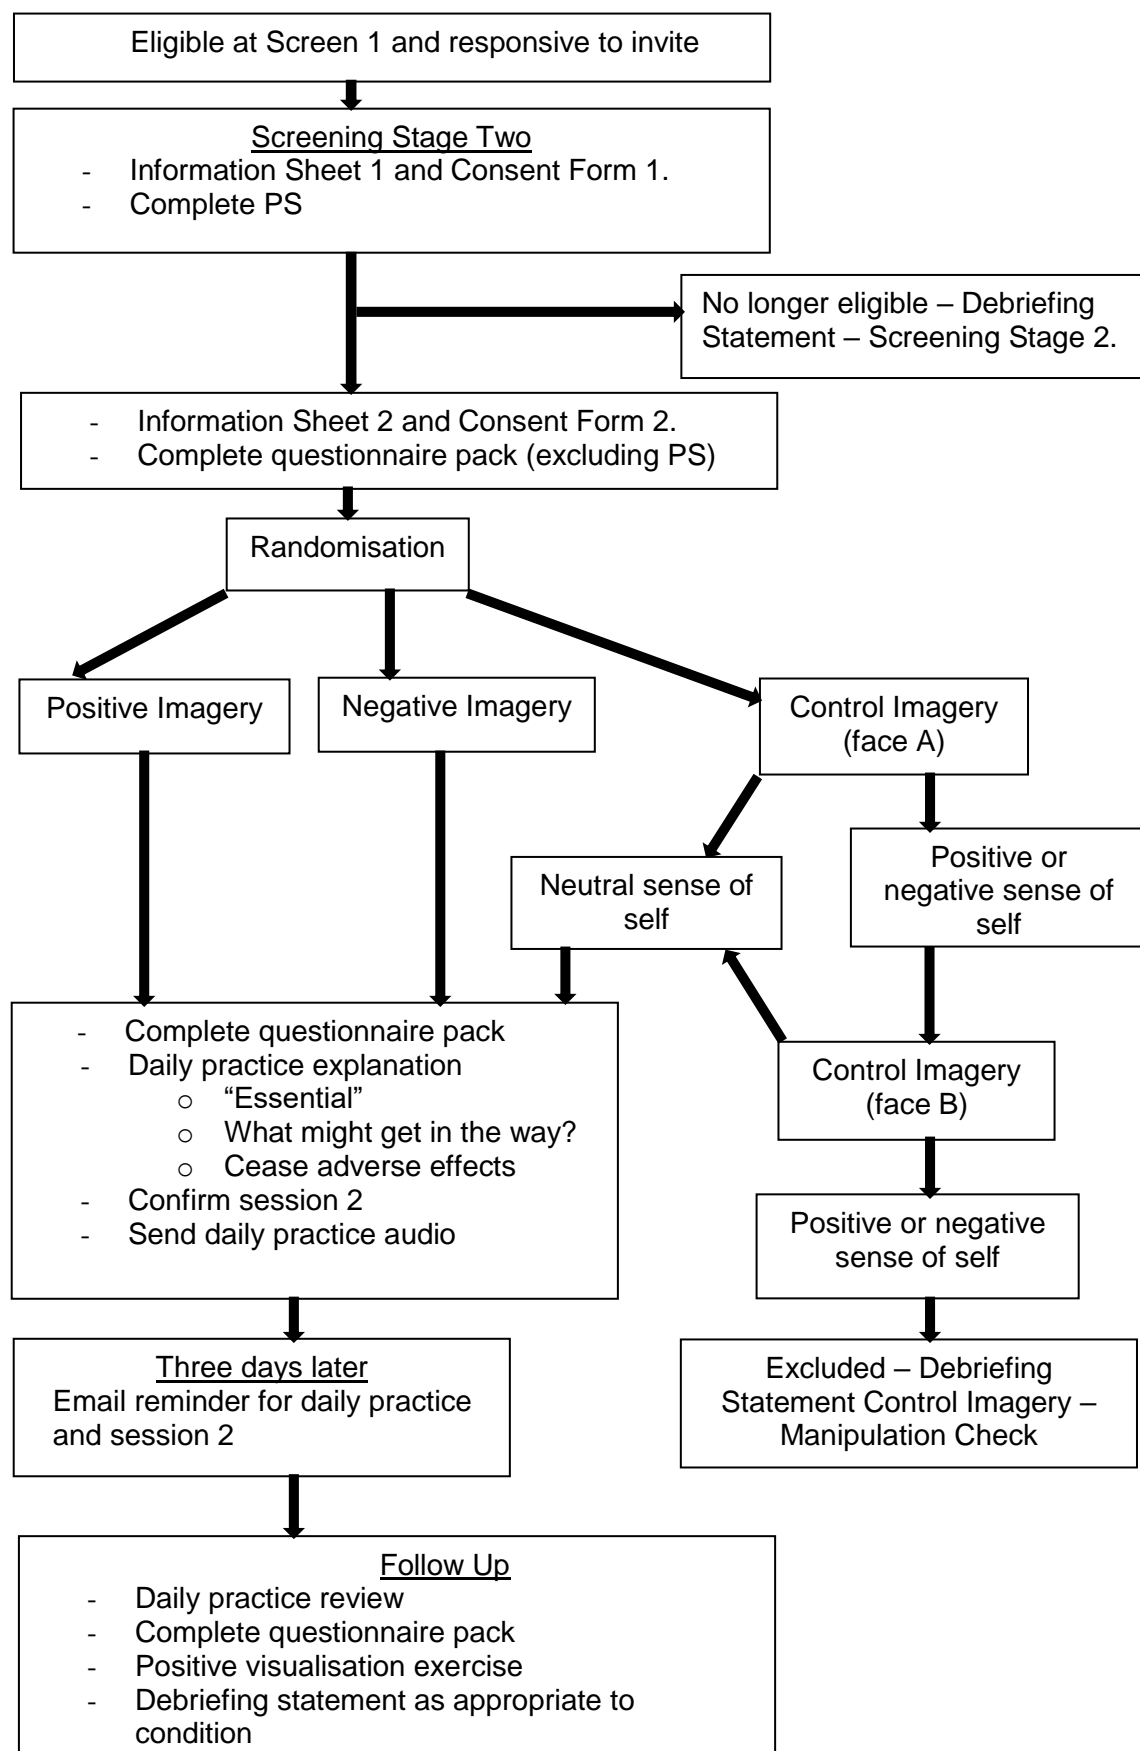 Eligible at Screen 1 and responsive to invite
Screening Stage Two
- Information Sheet 1 and Consent Form 1.
- Complete PS
No longer eligible – Debriefing
Statement – Screening Stage 2.
- Information Sheet 2 and Consent Form 2.
- Complete questionnaire pack (excluding PS)
Randomisation
Positive Imagery
Negative Imagery
Control Imagery
(face A)
Neutral sense of
self
Positive or
negative sense of
self
- Complete questionnaire pack
- Daily practice explanation
o “Essential”
o What might get in the way?
o Cease adverse effects
- Confirm session 2
- Send daily practice audio
Control Imagery
(face B)
Positive or negative
sense of self
Three days later
Email reminder for daily practice
and session 2
Excluded – Debriefing
Statement Control Imagery –
Manipulation Check
Follow Up
- Daily practice review
- Complete questionnaire pack
- Positive visualisation exercise
- Debriefing statement as appropriate to
condition